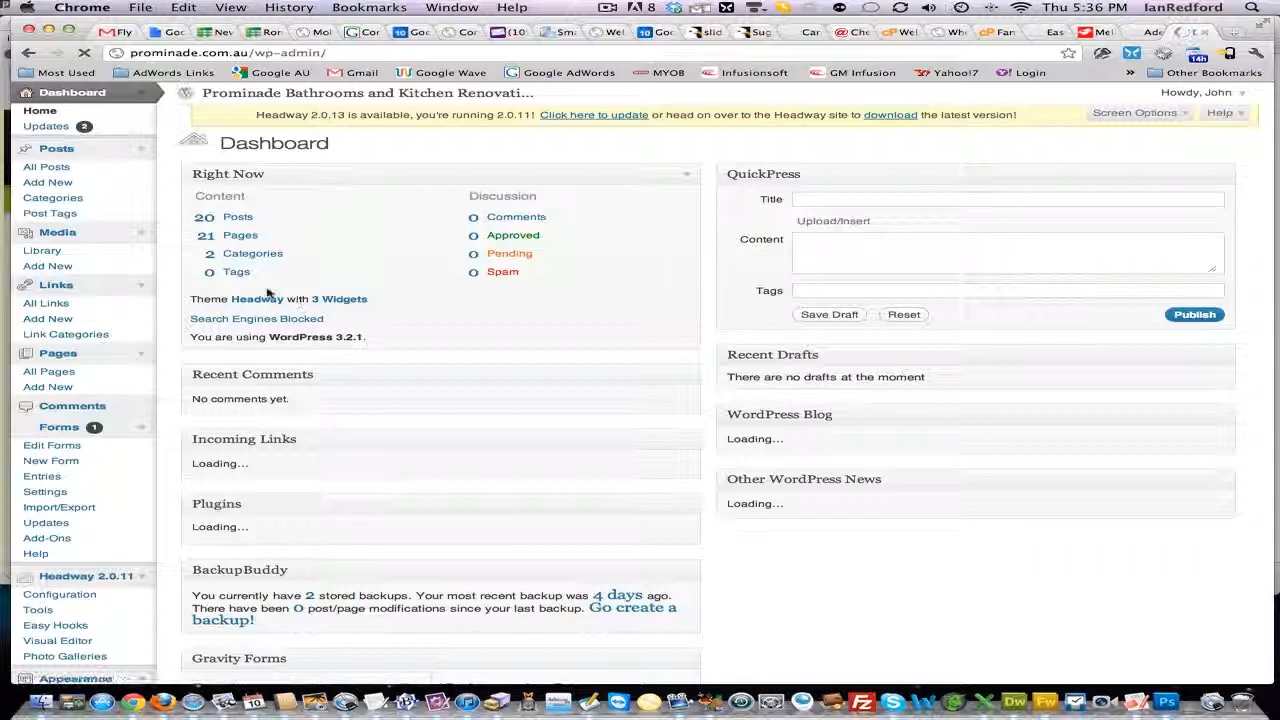 Chrome File Edit View History Bookmarks Window Help 8 Thu 5:36 PM IanRedford
prominade.com.au/wp-admin/
Most Used AdWords Links Google AU Gmail Google Wave Google AdWords MYOB Infusionsoft GM Infusion Yahoo!7 Login » Other Bookmarks
14h
Dashboard
Prominade Bathrooms and Kitchen Renovati...
Howdy, John
Home
Updates 2
Headway 2.0.13 is available, you're running 2.0.11! Click here to update or head on over to the Headway site to download the latest version!
Screen Options Help
Dashboard
Posts
All Posts
Add New
Categories
Post Tags
Media
Library
Add New
Links
All Links
Add New
Link Categories
Pages
All Pages
Add New
Comments
Forms 1
Edit Forms
New Form
Entries
Settings
Import/Export
Updates
Add-Ons
Help
Headway 2.0.11
Configuration
Tools
Easy Hooks
Visual Editor
Photo Galleries
Appearance
Right Now
Content Discussion
20 Posts 0 Comments
21 Pages 0 Approved
2 Categories 0 Pending
0 Tags 0 Spam
Theme Headway with 3 Widgets
Search Engines Blocked
You are using WordPress 3.2.1.
Recent Comments
No comments yet.
Incoming Links
Loading...
Plugins
Loading...
BackupBuddy
You currently have 2 stored backups. Your most recent backup was 4 days ago.
There have been 0 post/page modifications since your last backup. Go create a
backup!
Gravity Forms
QuickPress
Title
Upload/Insert
Content
Tags
Save Draft Reset Publish
Recent Drafts
There are no drafts at the moment
WordPress Blog
Loading...
Other WordPress News
Loading...